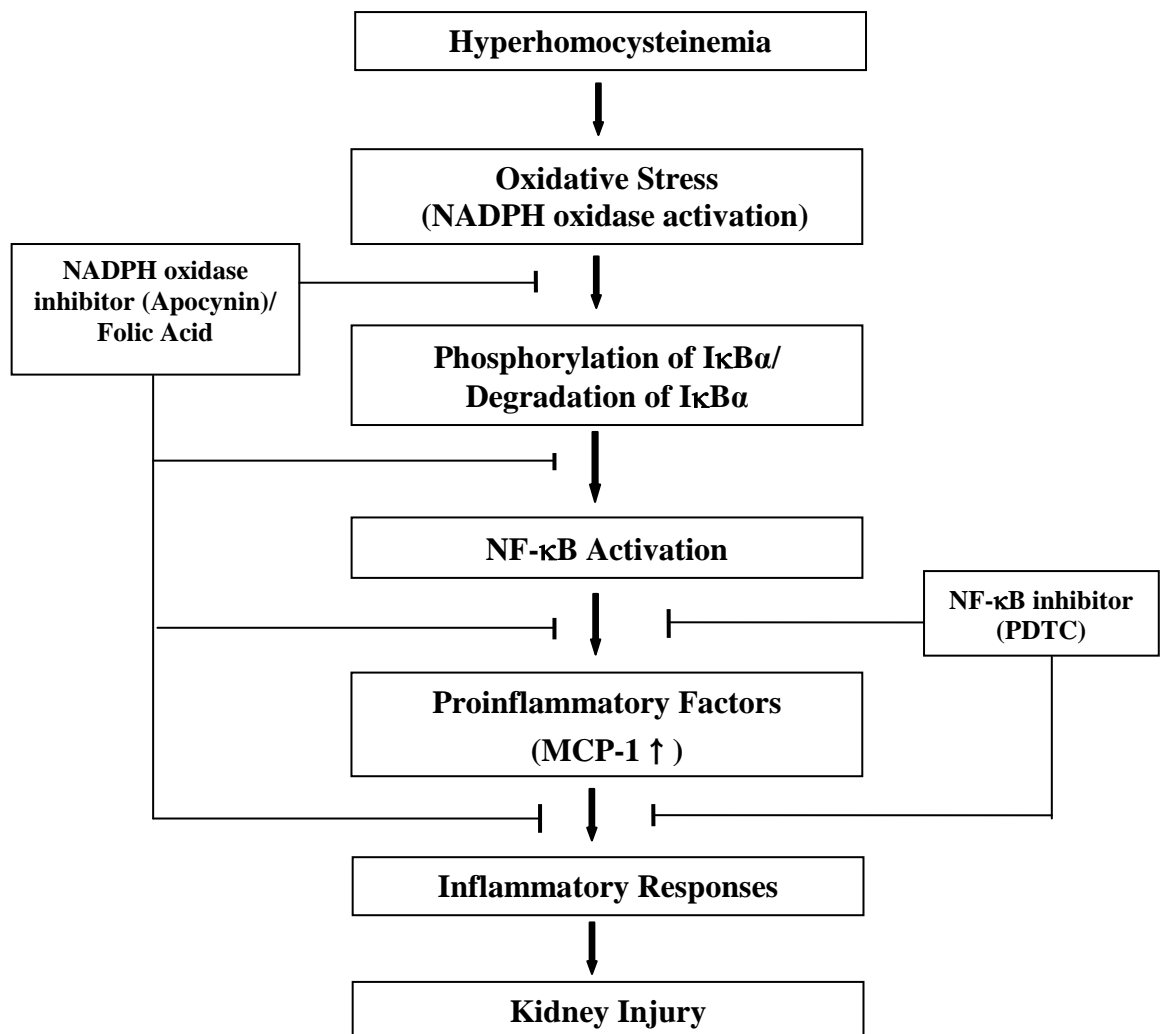 Hyperhomocysteinemia
Oxidative Stress
(NADPH oxidase activation)
NADPH oxidase
inhibitor (Apocynin)/
Folic Acid
Phosphorylation of IκBα/
Degradation of IκBα
NF-κB Activation
NF-κB inhibitor
(PDTC)
Proinflammatory Factors
(MCP-1 ↑ )
Inflammatory Responses
Kidney Injury